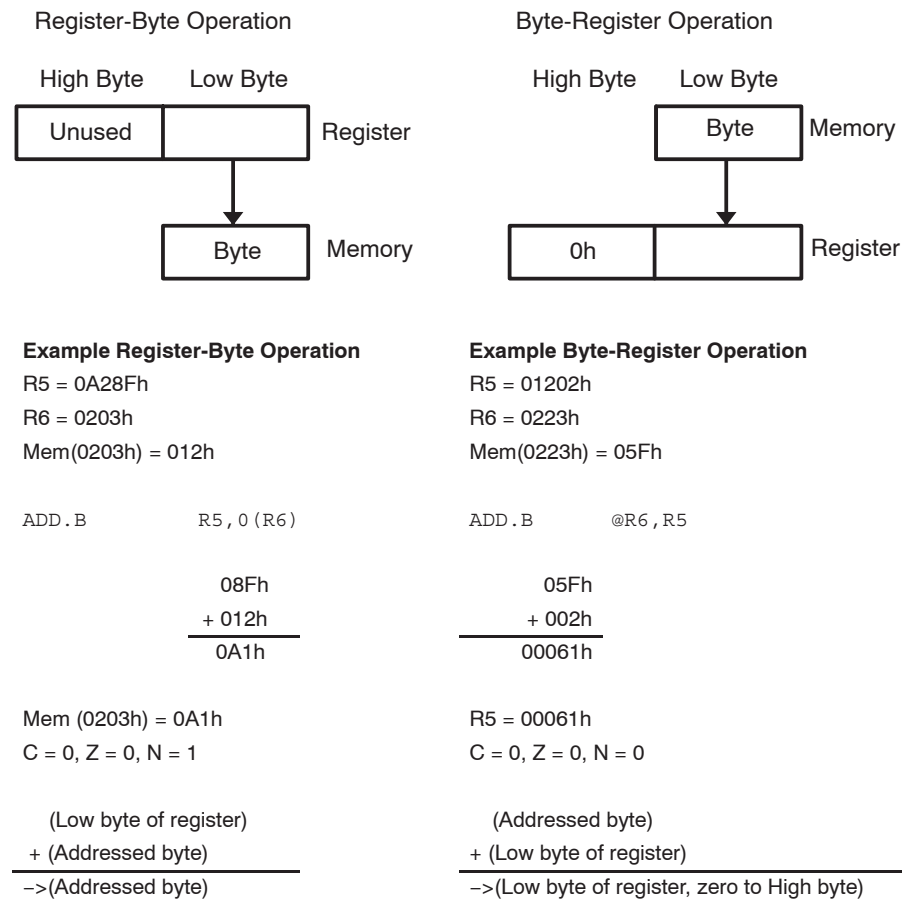 Register-Byte Operation
High Byte Low Byte
Unused Register
Byte Memory
Example Register-Byte Operation
R5 = 0A28Fh
R6 = 0203h
Mem(0203h) = 012h
ADD.B R5,0(R6)
08Fh
+ 012h
0A1h
Mem (0203h) = 0A1h
C = 0, Z = 0, N = 1
(Low byte of register)
+ (Addressed byte)
−>(Addressed byte)
Byte-Register Operation
High Byte Low Byte
Byte Memory
0h Register
Example Byte-Register Operation
R5 = 01202h
R6 = 0223h
Mem(0223h) = 05Fh
ADD.B @R6,R5
05Fh
+ 002h
00061h
R5 = 00061h
C = 0, Z = 0, N = 0
(Addressed byte)
+ (Low byte of register)
−>(Low byte of register, zero to High byte)